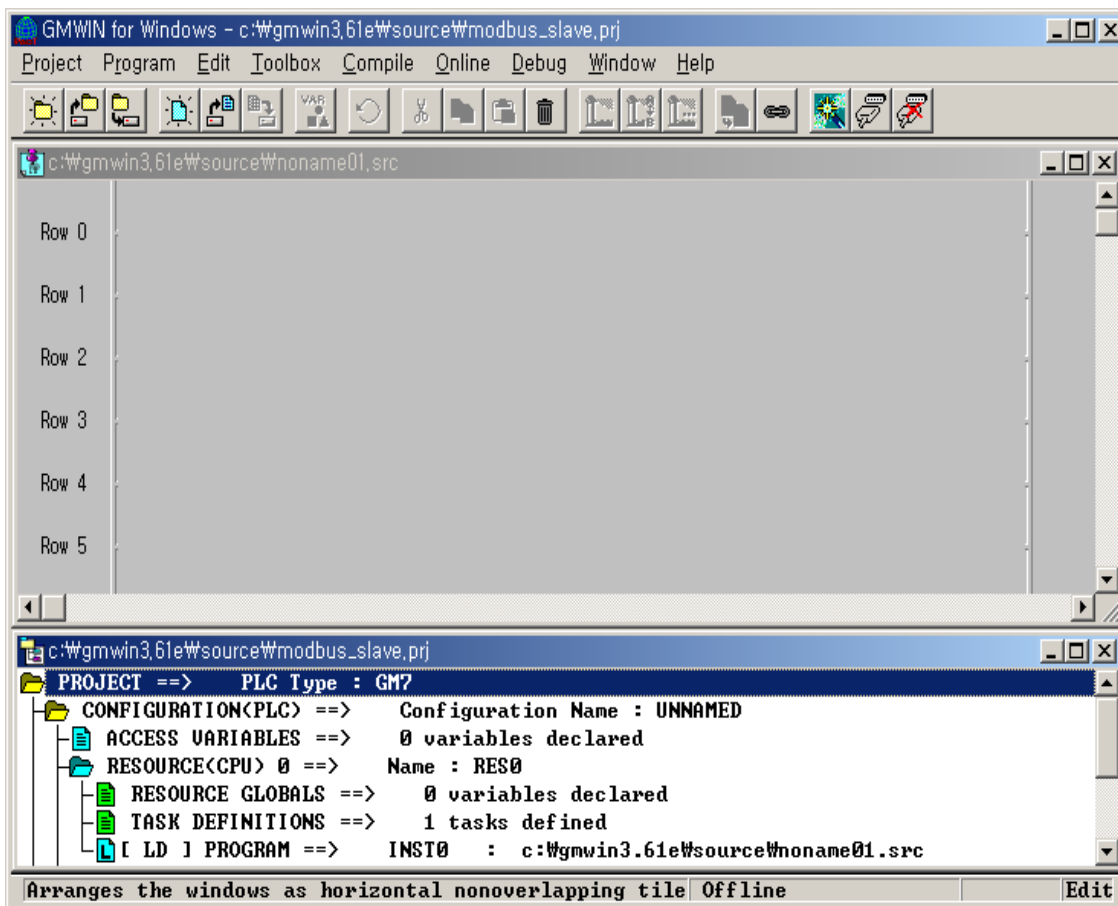 GMWIN for Windows - c:₩gmwin3,61e₩source₩modbus_slave,prj
Project Program Edit Toolbox Compile Online Debug Window Help
VAR
c:₩gmwin3,61e₩source₩noname01,src
Row 0
Row 1
Row 2
Row 3
Row 4
Row 5
c:₩gmwin3,61e₩source₩modbus_slave,prj
PROJECT ==> PLC Type : GM7
CONFIGURATION(PLC) ==> Configuration Name : UNNAMED
ACCESS VARIABLES ==> 0 variables declared
RESOURCE(CPU) 0 ==> Name : RES0
RESOURCE GLOBALS ==> 0 variables declared
TASK DEFINITIONS ==> 1 tasks defined
[ LD ] PROGRAM ==> INST0 : c:₩gmwin3.61e₩source₩noname01.src
Arranges the windows as horizontal nonoverlapping tile Offline Edit